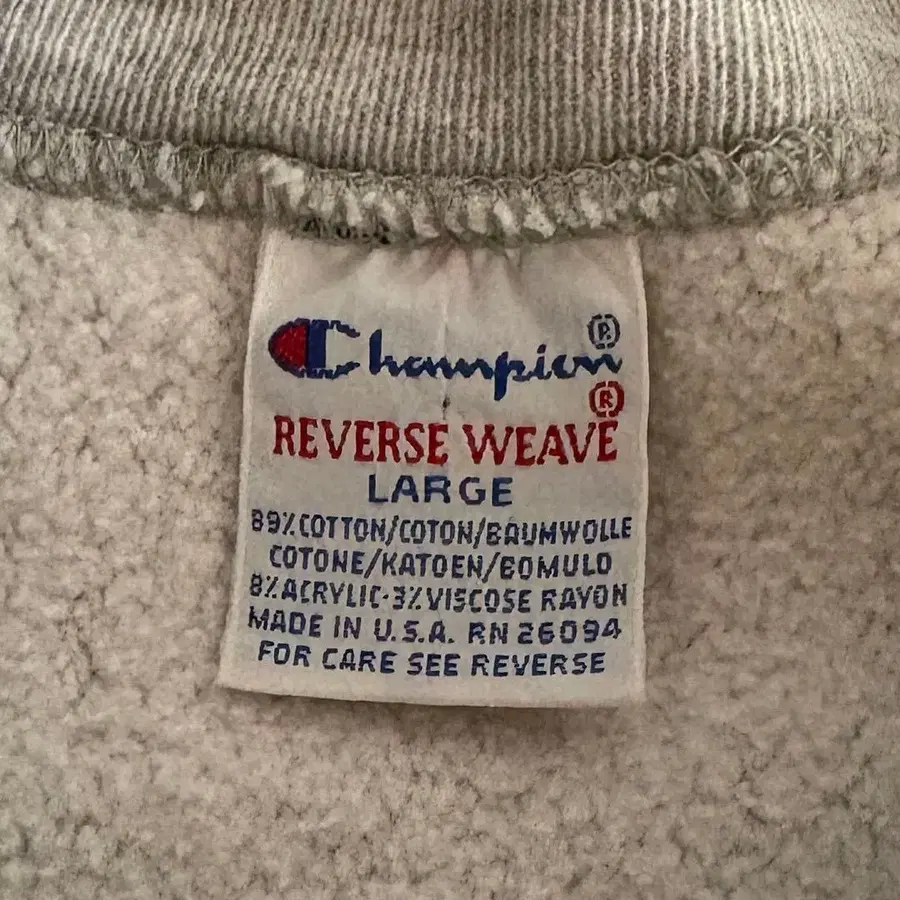 Champion®
®
REVERSE WEAVE
LARGE
89%COTTON/COTON/BAUMWOLLE
COTONE/KATOEN/BOMULD
8%ACRYLIC-3%VISCOSE RAYON
MADE IN U.S.A. RN 26094
FOR CARE SEE REVERSE